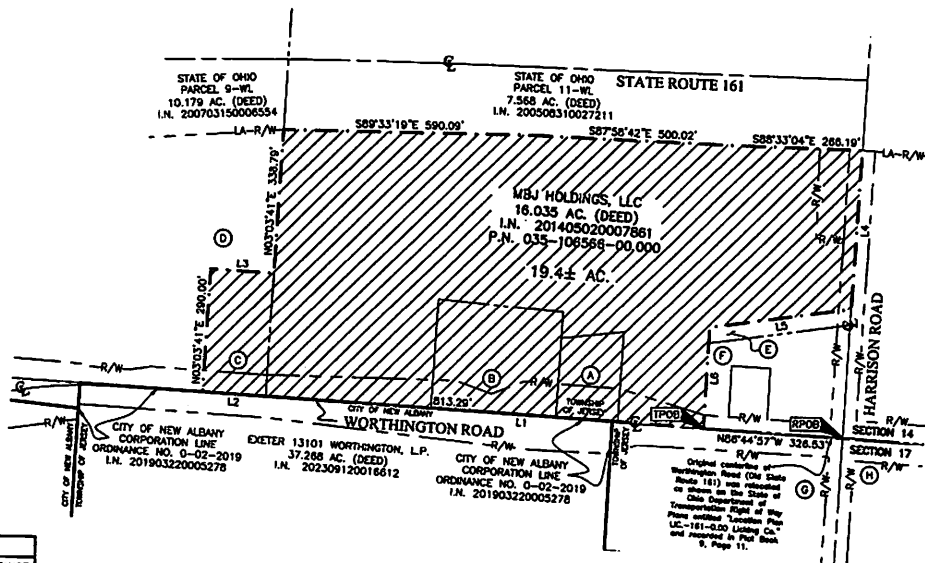 ℄
STATE OF OHIO
PARCEL 9-WL
10.179 AC. (DEED)
I.N. 200703150006554
STATE OF OHIO
PARCEL 11-WL
7.568 AC. (DEED)
I.N. 200508310027211
STATE ROUTE 161
LA-R/W
S89°33'19"E 590.09'
S87°58'42"E 500.02'
S88°33'04"E 266.19'
LA-R/W
N03°03'41"E 338.79'
MBJ HOLDINGS, LLC
16.035 AC. (DEED)
I.N. 201405020007861
P.N. 035-106566-00.000
19.4± AC.
R/W
R/W
R/W
R/W
L4
D
L3
N03°03'41"E 290.00'
HARRISON ROAD
L6
℄
E
F
L5
R/W
C
B
R/W
A
R/W
℄
L2
CITY OF NEW ALBANY
813.29'
L1
TOWNSHIP
OF JERSEY
℄
TPOB
R/W
RPOB
R/W
WORTHINGTON ROAD
R/W
N86°44'57"W 326.53'
SECTION 14
SECTION 17
R/W
R/W
H
G
R/W
R/W
CITY OF NEW ALBANY
TOWNSHIP OF JERSEY
CITY OF NEW ALBANY
CORPORATION LINE
ORDINANCE NO. O-02-2019
I.N. 201903220005278
EXETER 13101 WORTHINGTON, L.P.
37.268 AC. (DEED)
I.N. 202309120016612
CITY OF NEW ALBANY
CORPORATION LINE
ORDINANCE NO. O-02-2019
I.N. 201903220005278
TOWNSHIP
OF JERSEY
Original centerline of
Worthington Road (Old State
Route 161) was relocated
as shown on the State of
Ohio Department of
Transportation Right of Way
Plans entitled "Location Plan
LIC.-161-0.00 Licking Co."
and recorded in Plat Book
9, Page 11.